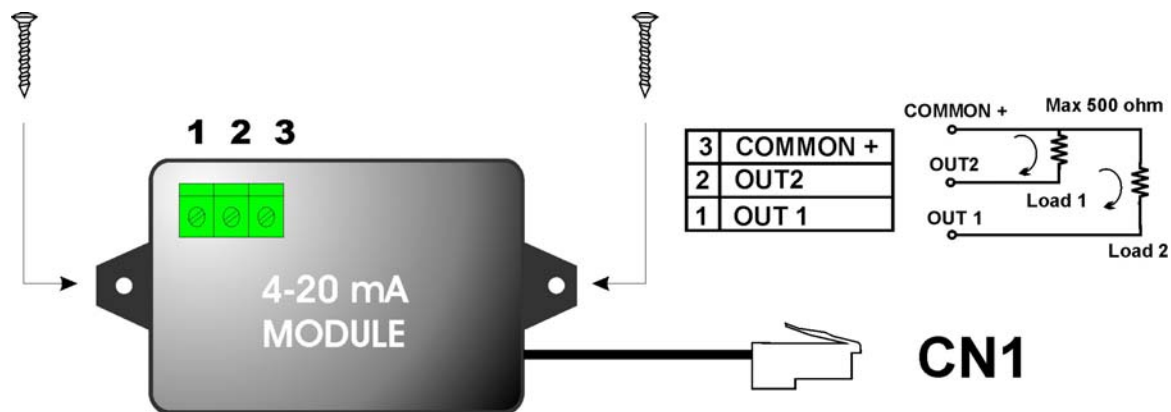 1 2 3
4-20 mA
MODULE
3 COMMON +
2 OUT2
1 OUT 1
COMMON + Max 500 ohm
OUT2
Load 1
OUT 1
Load 2
CN1